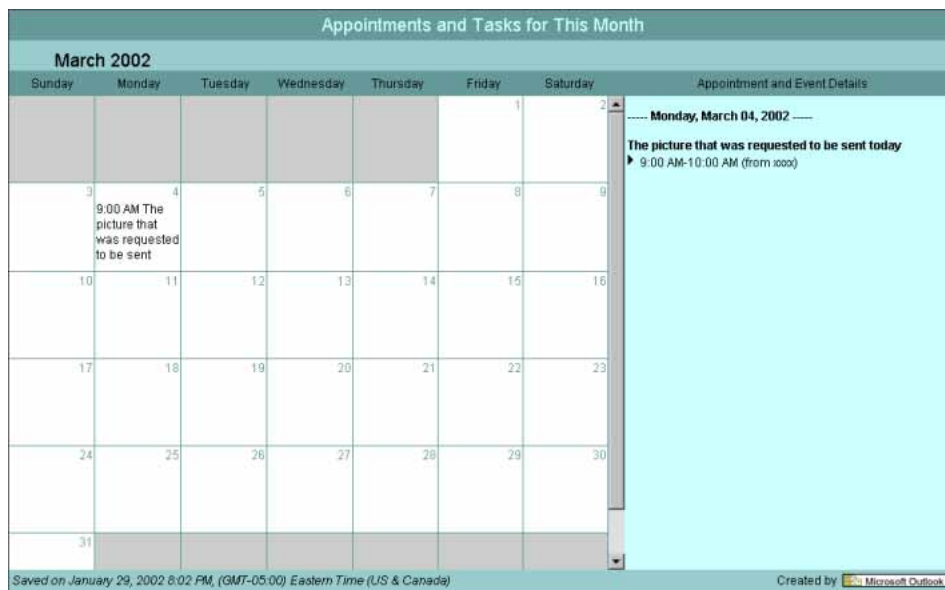 Appointments and Tasks for This Month
March 2002
Sunday Monday Tuesday Wednesday Thursday Friday Saturday Appointment and Event Details
1 2
----- Monday, March 04, 2002 -----
The picture that was requested to be sent today
9:00 AM-10:00 AM (from xxxx)
3 4 5 6 7 8 9
9:00 AM The
picture that
was requested
to be sent
10 11 12 13 14 15 16
17 18 19 20 21 22 23
24 25 26 27 28 29 30
31
Saved on January 29, 2002 8:02 PM, (GMT-05:00) Eastern Time (US & Canada) Created by Microsoft Outlook